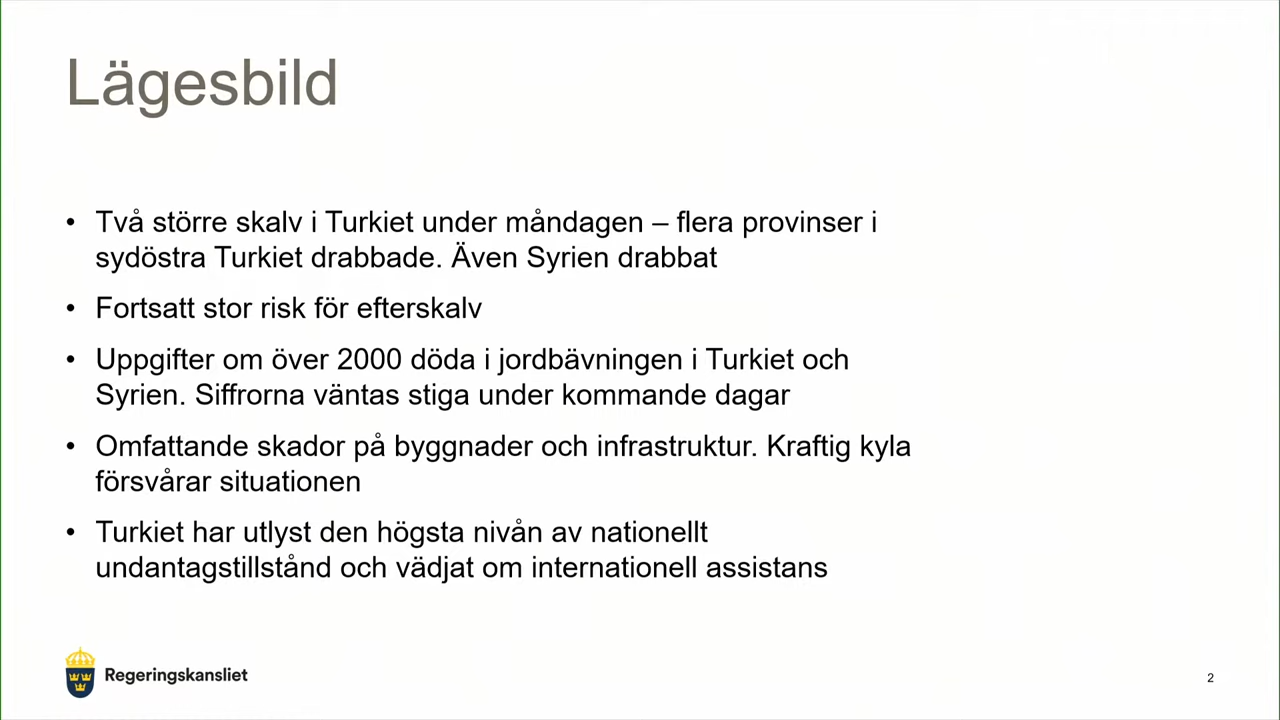 Lägesbild
• Två större skalv i Turkiet under måndagen – flera provinser i
sydöstra Turkiet drabbade. Även Syrien drabbat
• Fortsatt stor risk för efterskalv
• Uppgifter om över 2000 döda i jordbävningen i Turkiet och
Syrien. Siffrorna väntas stiga under kommande dagar
• Omfattande skador på byggnader och infrastruktur. Kraftig kyla
försvårar situationen
• Turkiet har utlyst den högsta nivån av nationellt
undantagstillstånd och vädjat om internationell assistans
Regeringskansliet
2